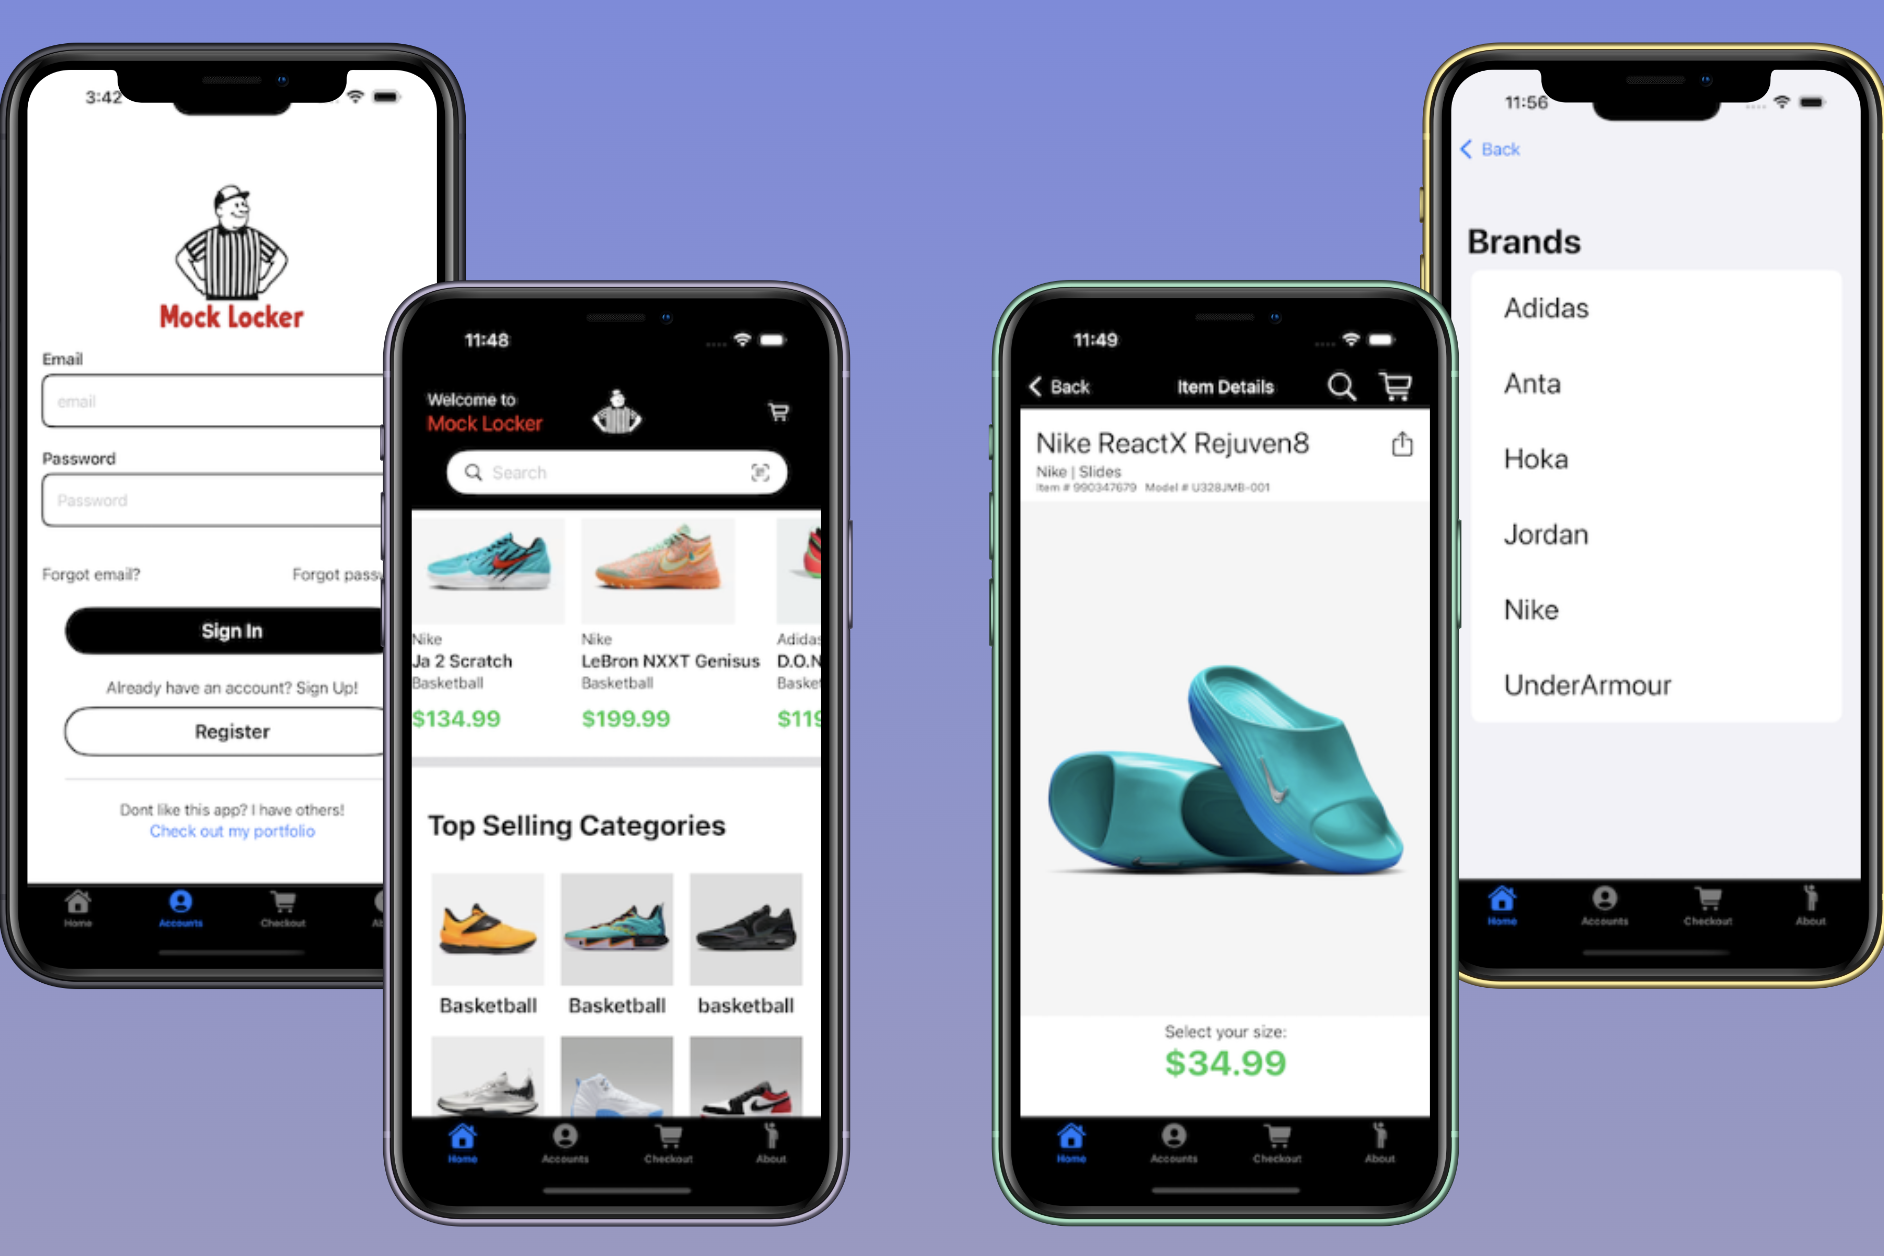 3:42
Mock Locker
Email
email
Password
Password
Forgot email?
Forgot passw
Sign In
Already have an account? Sign Up!
Register
Dont like this app? I have others!
Check out my portfolio
Home
Accounts
Checkout
Ab
11:48
Welcome to
Mock Locker
Search
Nike
Ja 2 Scratch
Basketball
$134.99
Nike
LeBron NXXT Genisus
Basketball
$199.99
Adidas
D.O.N
Basket
$119
Top Selling Categories
Basketball
Basketball
basketball
Home
Accounts
Checkout
About
11:49
Back
Item Details
Nike ReactX Rejuven8
Nike | Slides
Item # 990347679 Model # U328JMB-001
Select your size:
$34.99
Home
Accounts
Checkout
About
11:56
Back
Brands
Adidas
Anta
Hoka
Jordan
Nike
UnderArmour
Home
Accounts
Checkout
About